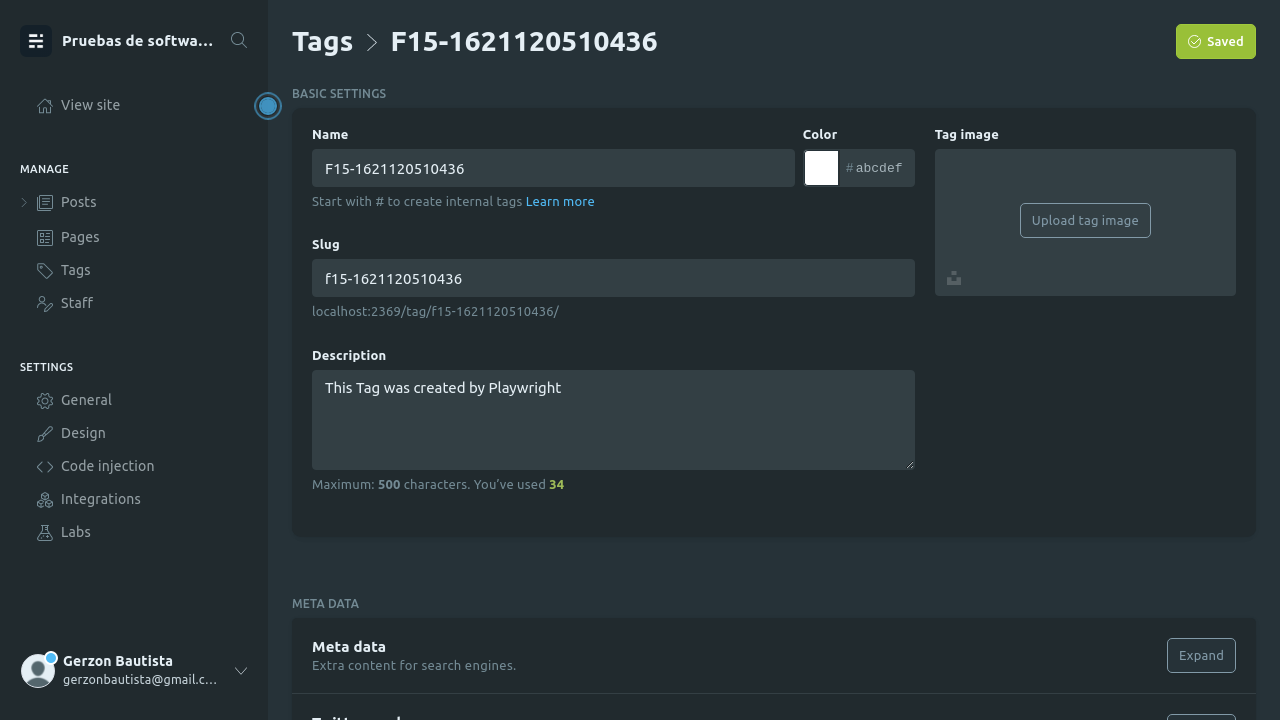 Pruebas de softwa...
View site
MANAGE
Posts
Pages
Tags
Staff
SETTINGS
General
Design
Code injection
Integrations
Labs
Gerzon Bautista
gerzonbautista@gmail.c...
Tags > F15-1621120510436
Saved
BASIC SETTINGS
Name
F15-1621120510436
Start with # to create internal tags Learn more
Color
#abcdef
Slug
f15-1621120510436
localhost:2369/tag/f15-1621120510436/
Description
This Tag was created by Playwright
Maximum: 500 characters. You've used 34
Tag image
Upload tag image
META DATA
Meta data
Extra content for search engines.
Expand